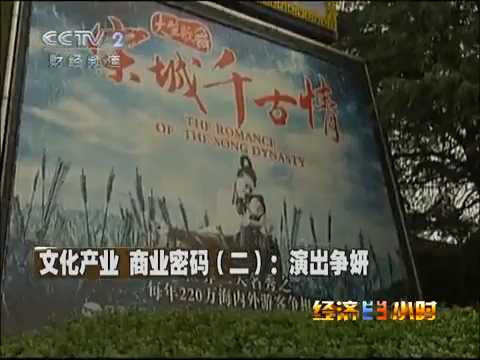 CCTV 2
财经频道
大型歌舞
宋城千古情
THE ROMANCE
OF THE SONG DYNASTY
文化产业 商业密码（二）：演出争妍
每年220万海内外游客争相
经济半小时